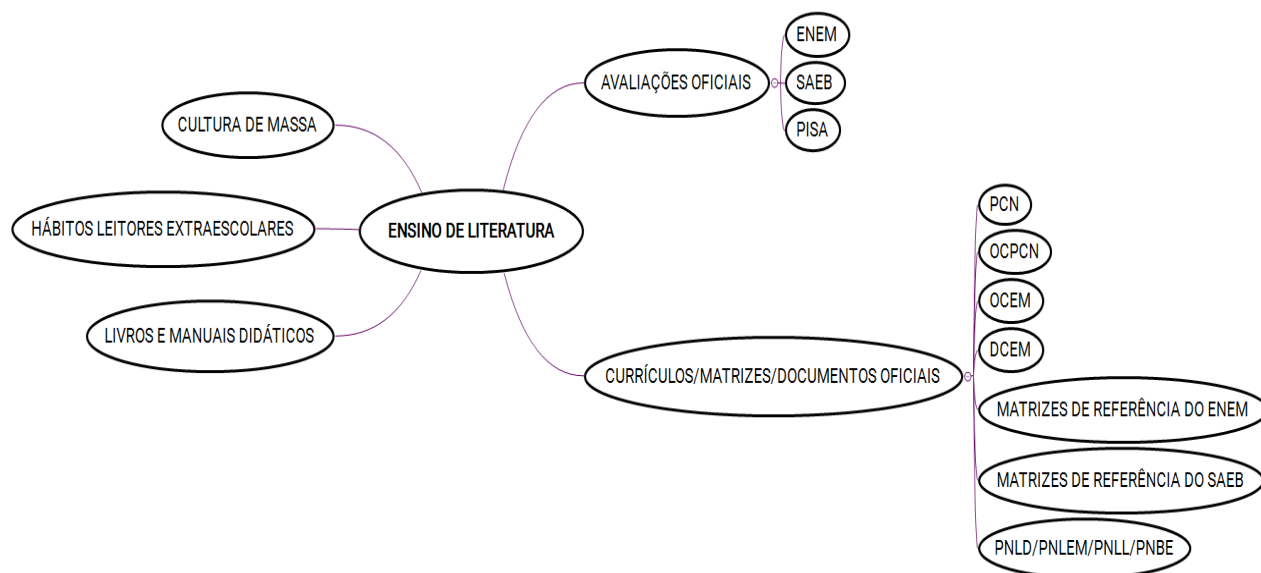 ENSINO DE LITERATURA
CULTURA DE MASSA
HÁBITOS LEITORES EXTRAESCOLARES
LIVROS E MANUAIS DIDÁTICOS
AVALIAÇÕES OFICIAIS
ENEM
SAEB
PISA
CURRÍCULOS/MATRIZES/DOCUMENTOS OFICIAIS
PCN
OCPCN
OCEM
DCEM
MATRIZES DE REFERÊNCIA DO ENEM
MATRIZES DE REFERÊNCIA DO SAEB
PNLD/PNLEM/PNLL/PNBE